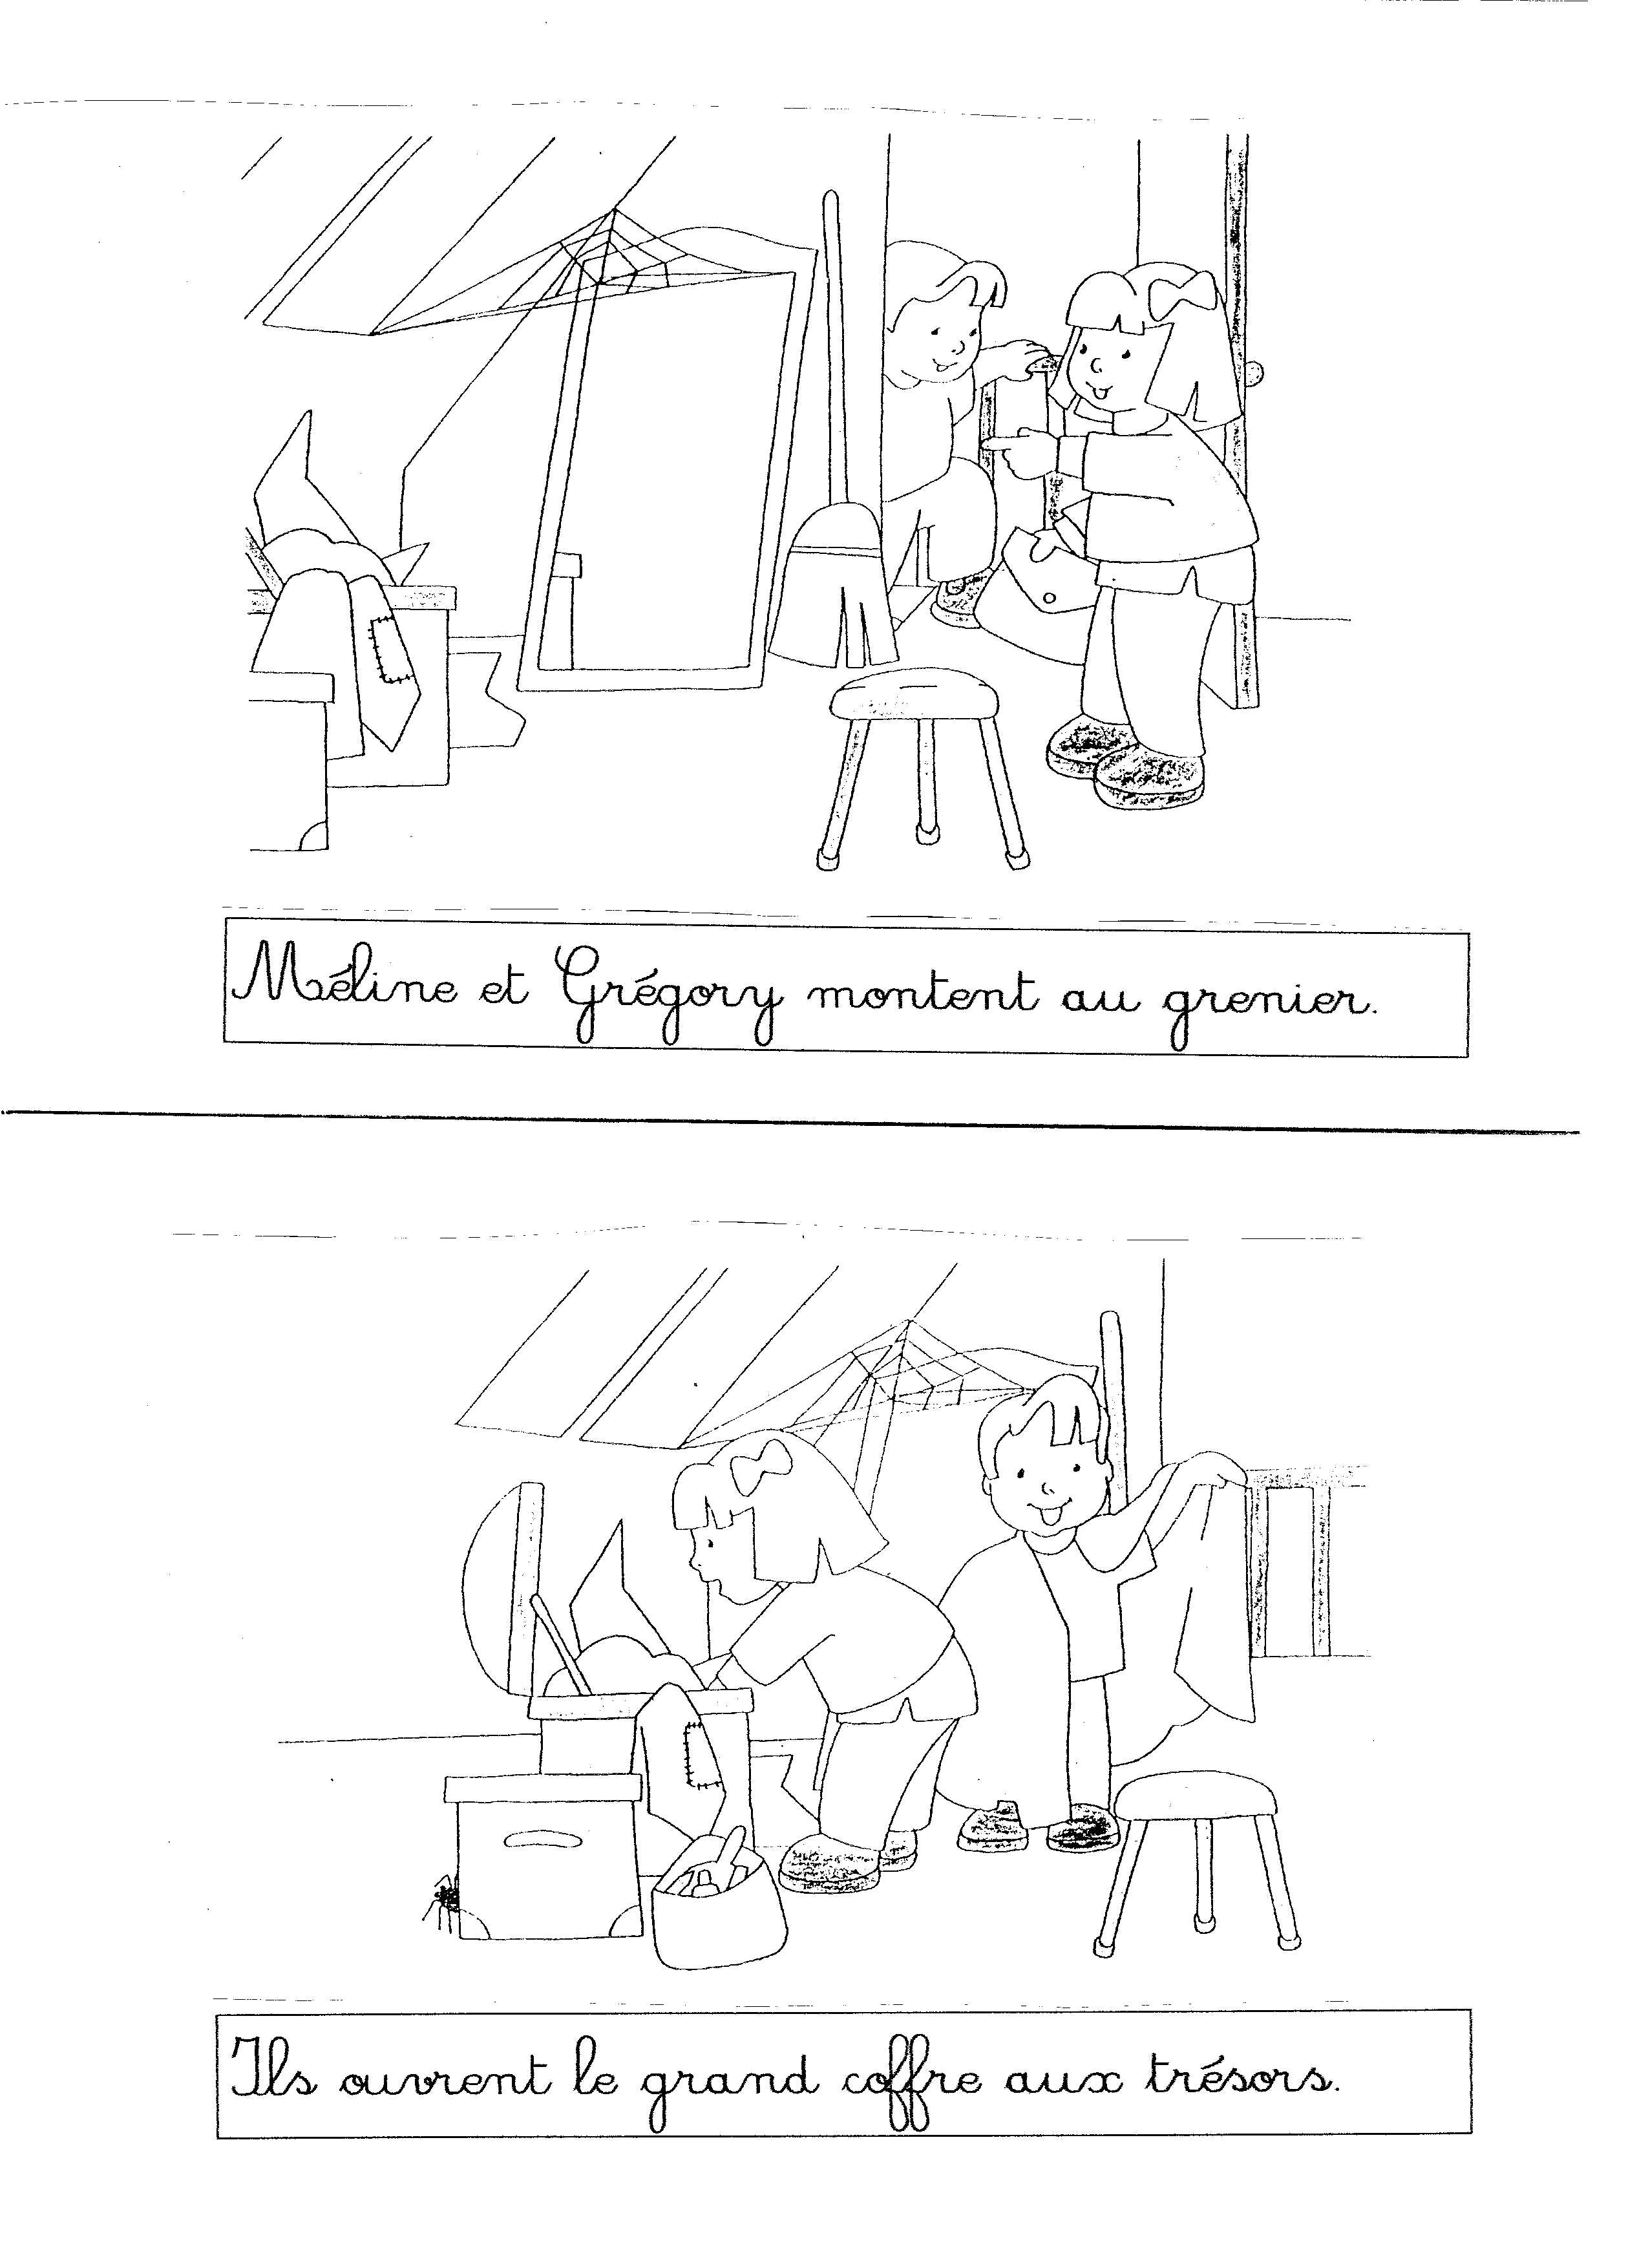 Méline et Grégory montent au grenier.
Ils ouvrent le grand coffre aux trésors.